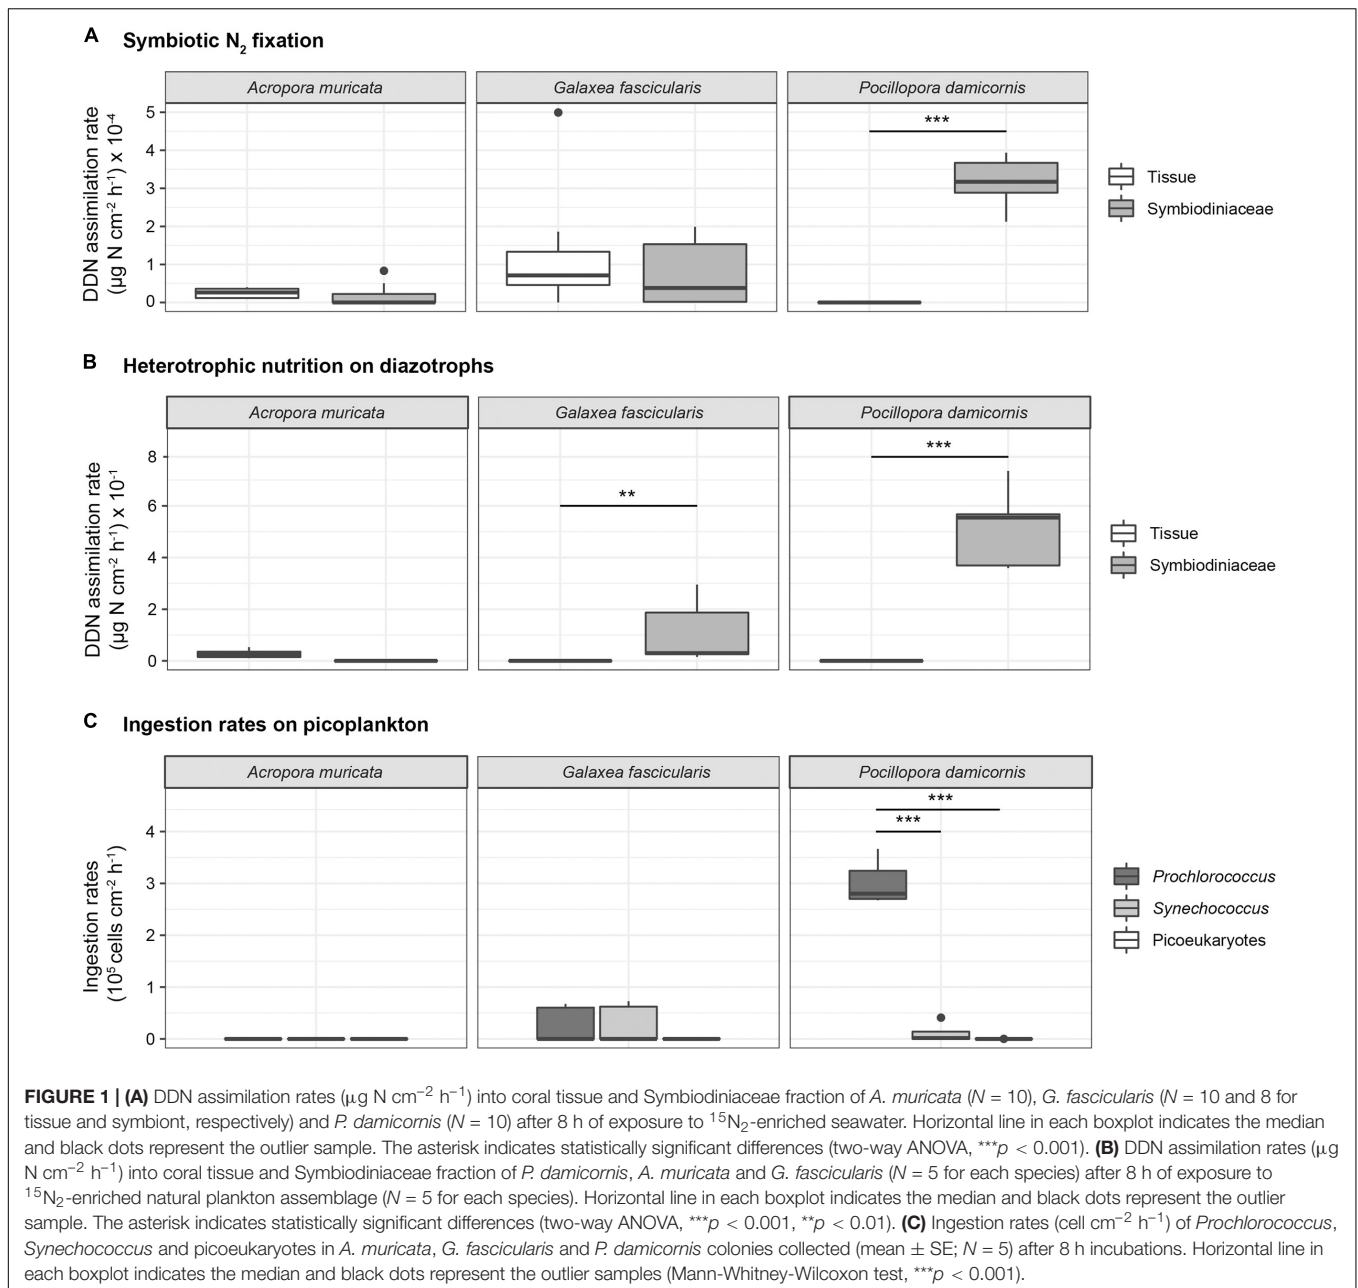 A Symbiotic N2 fixation
Acropora muricata Galaxea fascicularis Pocillopora damicornis
DDN assimilation rate
(µg N cm-2 h-1) x 10-4
5
4
3
2
1
0
***
Tissue
Symbiodiniaceae
B Heterotrophic nutrition on diazotrophs
Acropora muricata Galaxea fascicularis Pocillopora damicornis
DDN assimilation rate
(µg N cm-2 h-1) x 10-1
8
6
4
2
0
**
***
Tissue
Symbiodiniaceae
C Ingestion rates on picoplankton
Acropora muricata Galaxea fascicularis Pocillopora damicornis
Ingestion rates
(10⁵ cells cm-2 h-1)
4
3
2
1
0
***
***
Prochlorococcus
Synechococcus
Picoeukaryotes
FIGURE 1 | (A) DDN assimilation rates (µg N cm−2 h−1) into coral tissue and Symbiodiniaceae fraction of A. muricata (N = 10), G. fascicularis (N = 10 and 8 for
tissue and symbiont, respectively) and P. damicornis (N = 10) after 8 h of exposure to 15N2-enriched seawater. Horizontal line in each boxplot indicates the median
and black dots represent the outlier sample. The asterisk indicates statistically significant differences (two-way ANOVA, ***p < 0.001). (B) DDN assimilation rates (µg
N cm−2 h−1) into coral tissue and Symbiodiniaceae fraction of P. damicornis, A. muricata and G. fascicularis (N = 5 for each species) after 8 h of exposure to
15N2-enriched natural plankton assemblage (N = 5 for each species). Horizontal line in each boxplot indicates the median and black dots represent the outlier
sample. The asterisk indicates statistically significant differences (two-way ANOVA, ***p < 0.001, **p < 0.01). (C) Ingestion rates (cell cm−2 h−1) of Prochlorococcus,
Synechococcus and picoeukaryotes in A. muricata, G. fascicularis and P. damicornis colonies collected (mean ± SE; N = 5) after 8 h incubations. Horizontal line in
each boxplot indicates the median and black dots represent the outlier samples (Mann-Whitney-Wilcoxon test, ***p < 0.001).